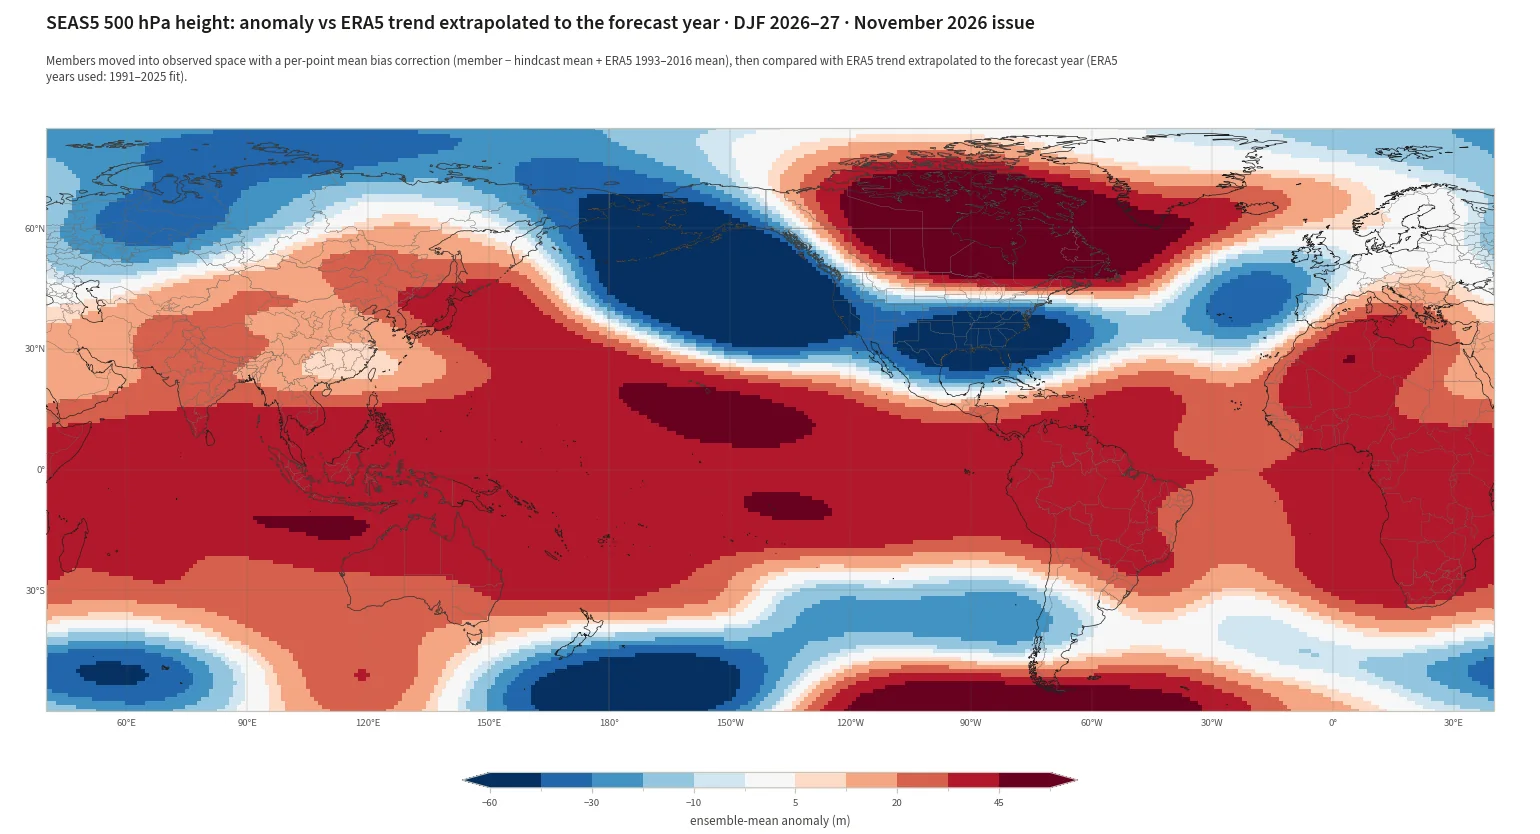 SEAS5 500 hPa height: anomaly vs ERA5 trend extrapolated to the forecast year · DJF 2026–27 · November 2026 issue
Members moved into observed space with a per-point mean bias correction (member − hindcast mean + ERA5 1993–2016 mean), then compared with ERA5 trend extrapolated to the forecast year (ERA5
years used: 1991–2025 fit).
60°N
30°N
0°
30°S
60°E 90°E 120°E 150°E 180° 150°W 120°W 90°W 60°W 30°W 0° 30°E
−60 −30 −10 5 20 45
ensemble-mean anomaly (m)